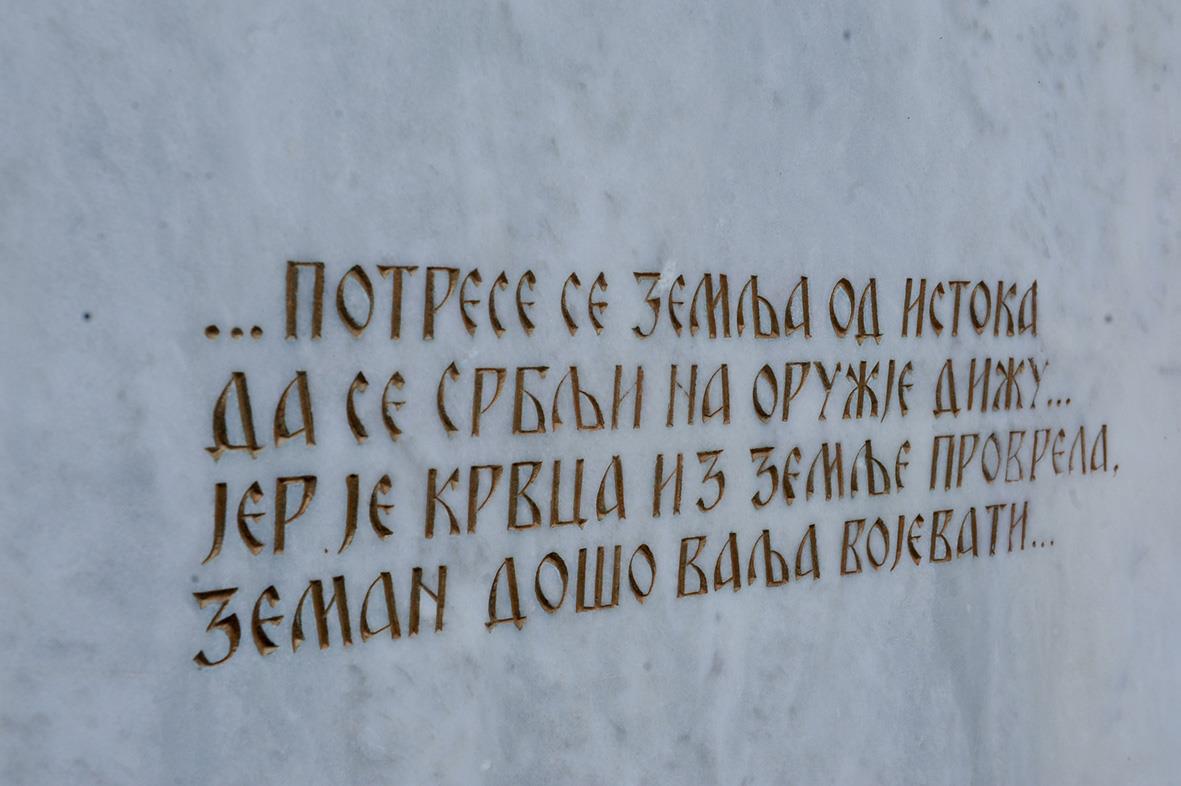 ...ПОТРЕСЕ СЕ ЗЕМЉА ОД ИСТОКА
ДА СЕ СРБЉИ НА ОРУЖЈЕ ДИЖУ...
ЈЕР ЈЕ КРВЦА ИЗ ЗЕМЉЕ ПРОВРЕЛА,
ЗЕМАН ДОШО ВАЉА ВОЈЕВАТИ...